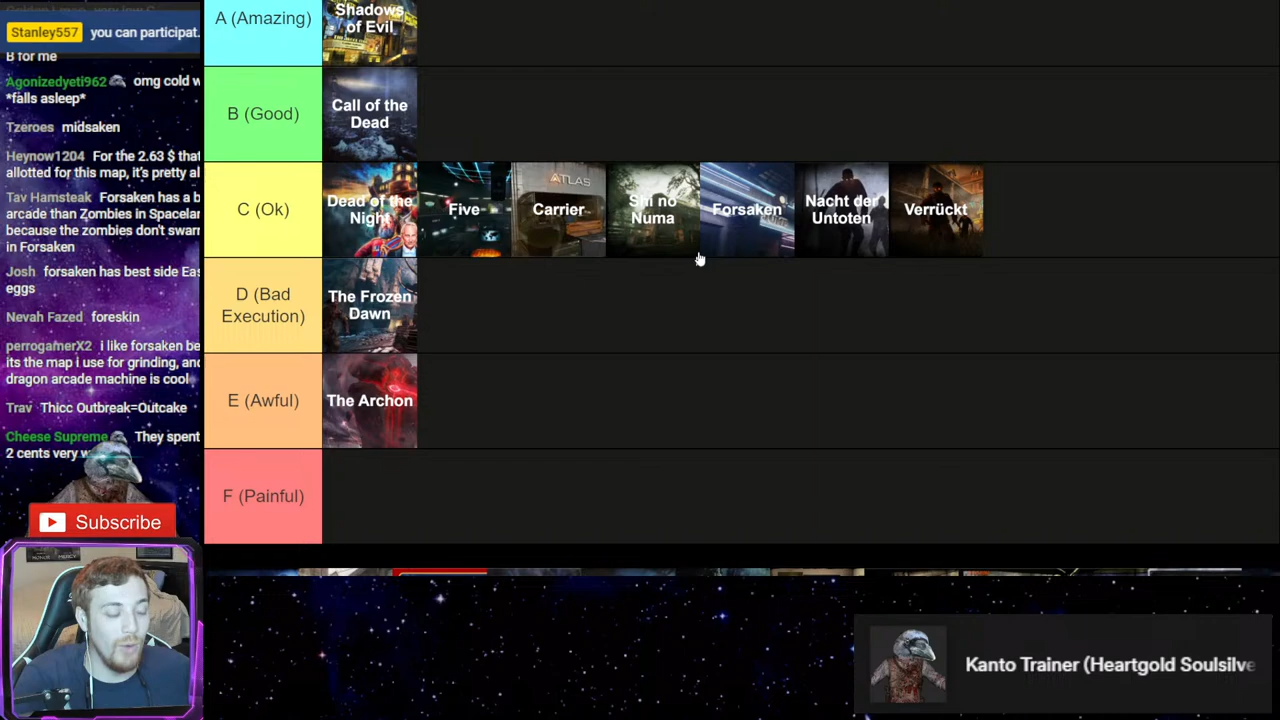 Stanley557 you can participat.
B for me
Agonizedyeti962 omg cold w
*falls asleep*
Tzeroes midsaken
Heynow1204 For the 2.63 $ that
allotted for this map, it's pretty al
Tav Hamsteak Forsaken has a b
arcade than Zombies in Spacelan
because the zombies don't swarn
in Forsaken
Josh forsaken has best side Eas
eggs
Nevah Fazed foreskin
perrogamerX2 i like forsaken be
its the map i use for grinding, and
dragon arcade machine is cool
Trav Thicc Outbreak=Outcake
Cheese Supreme They spent
2 cents very w
Subscribe
A (Amazing)
Shadows
of Evil
B (Good)
Call of the
Dead
C (Ok)
Dead of the
Night
Five
Carrier
ATLAS
Shi no
Numa
Forsaken
Nacht der
Untoten
Verrückt
D (Bad
Execution)
The Frozen
Dawn
E (Awful)
The Archon
F (Painful)
Kanto Trainer (Heartgold Soulsilve